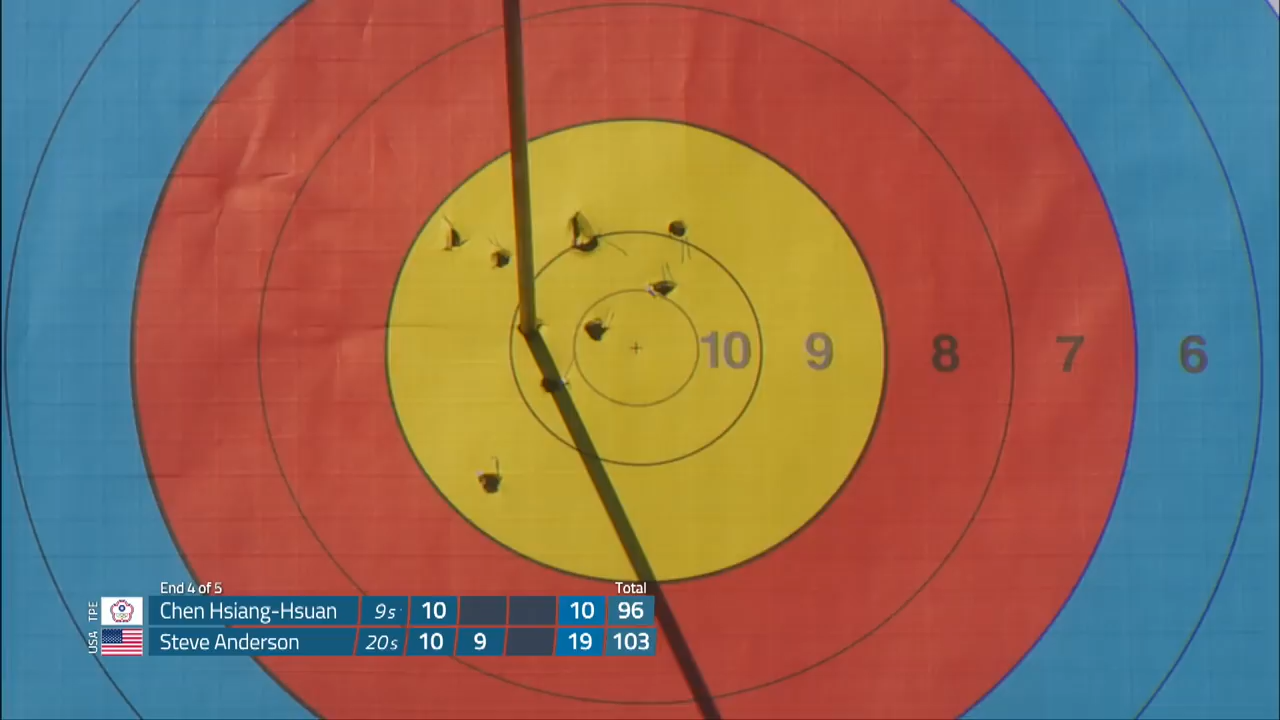 10 9 8 7 6
End 4 of 5 Total
TPE Chen Hsiang-Hsuan 9s 10 10 96
USA Steve Anderson 20s 10 9 19 103